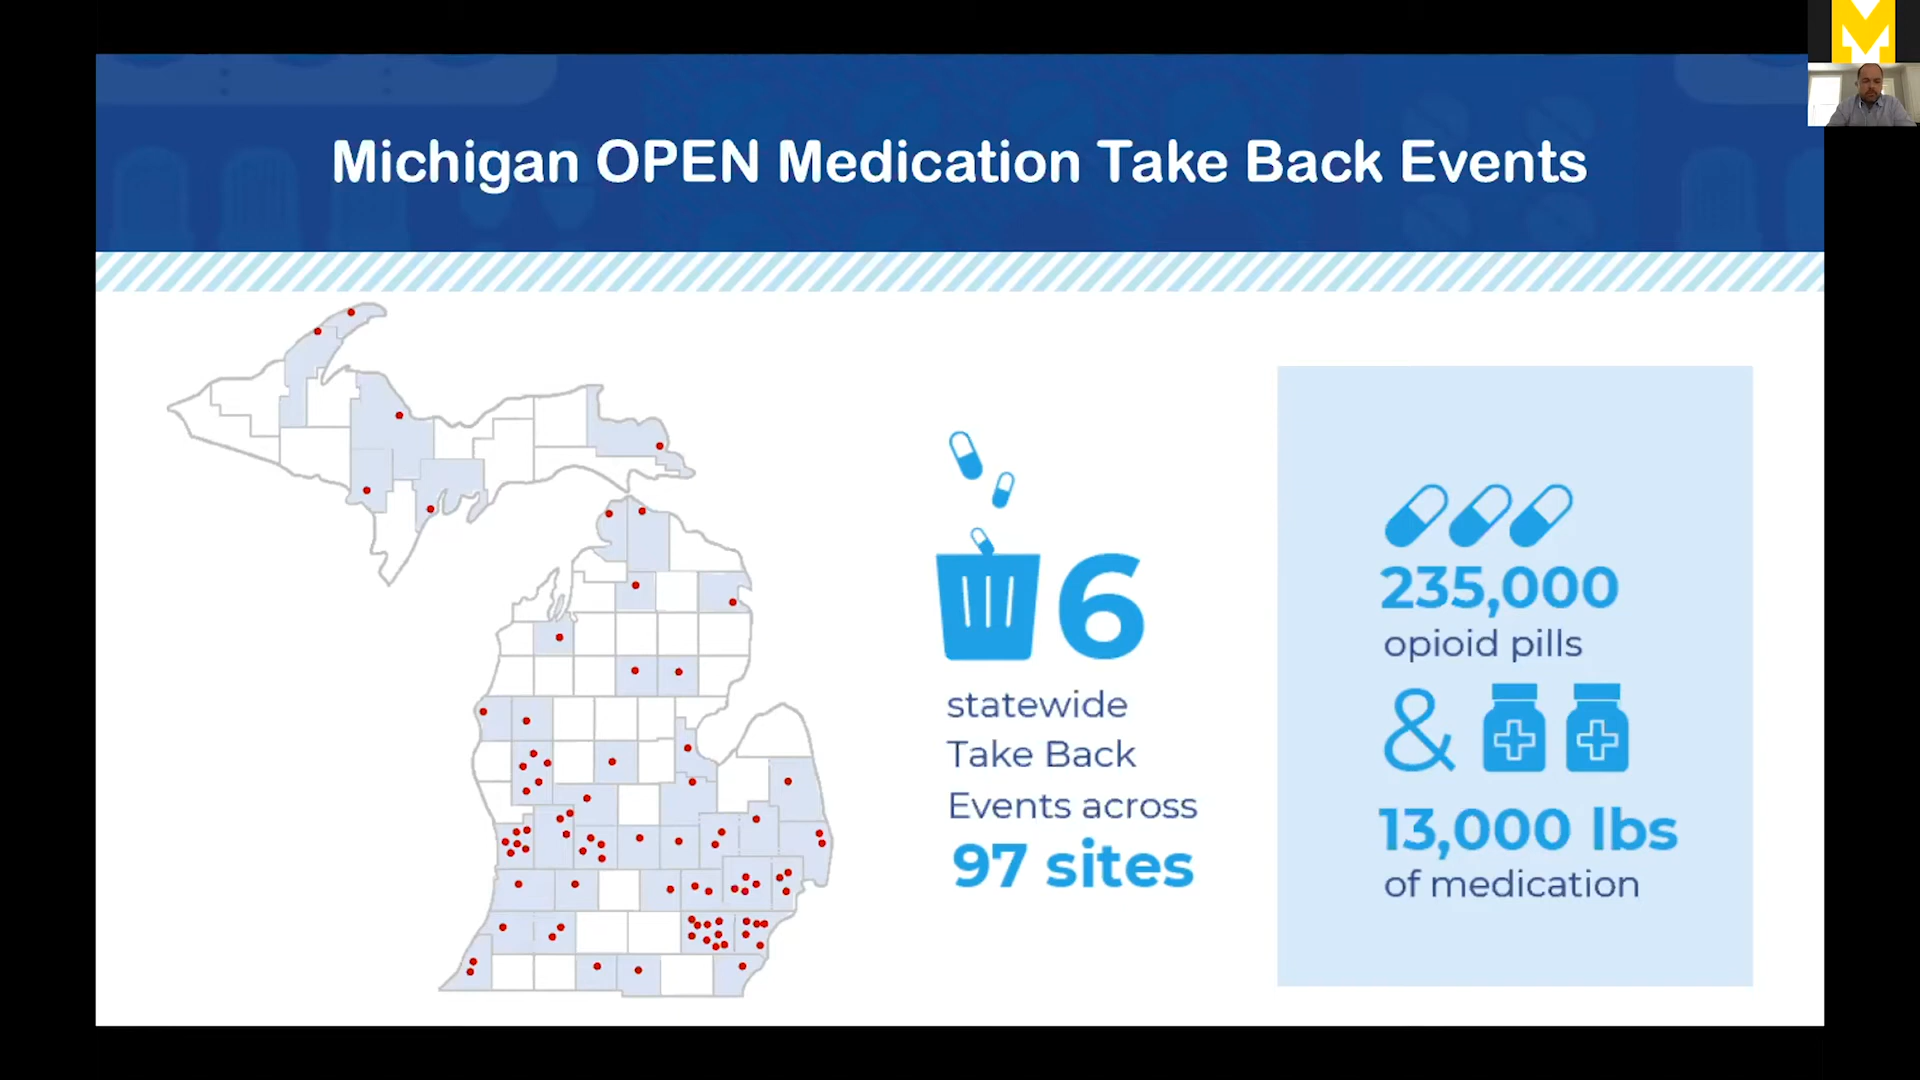 Michigan OPEN Medication Take Back Events
6
statewide
Take Back
Events across
97 sites
235,000
opioid pills
&
13,000 lbs
of medication
M